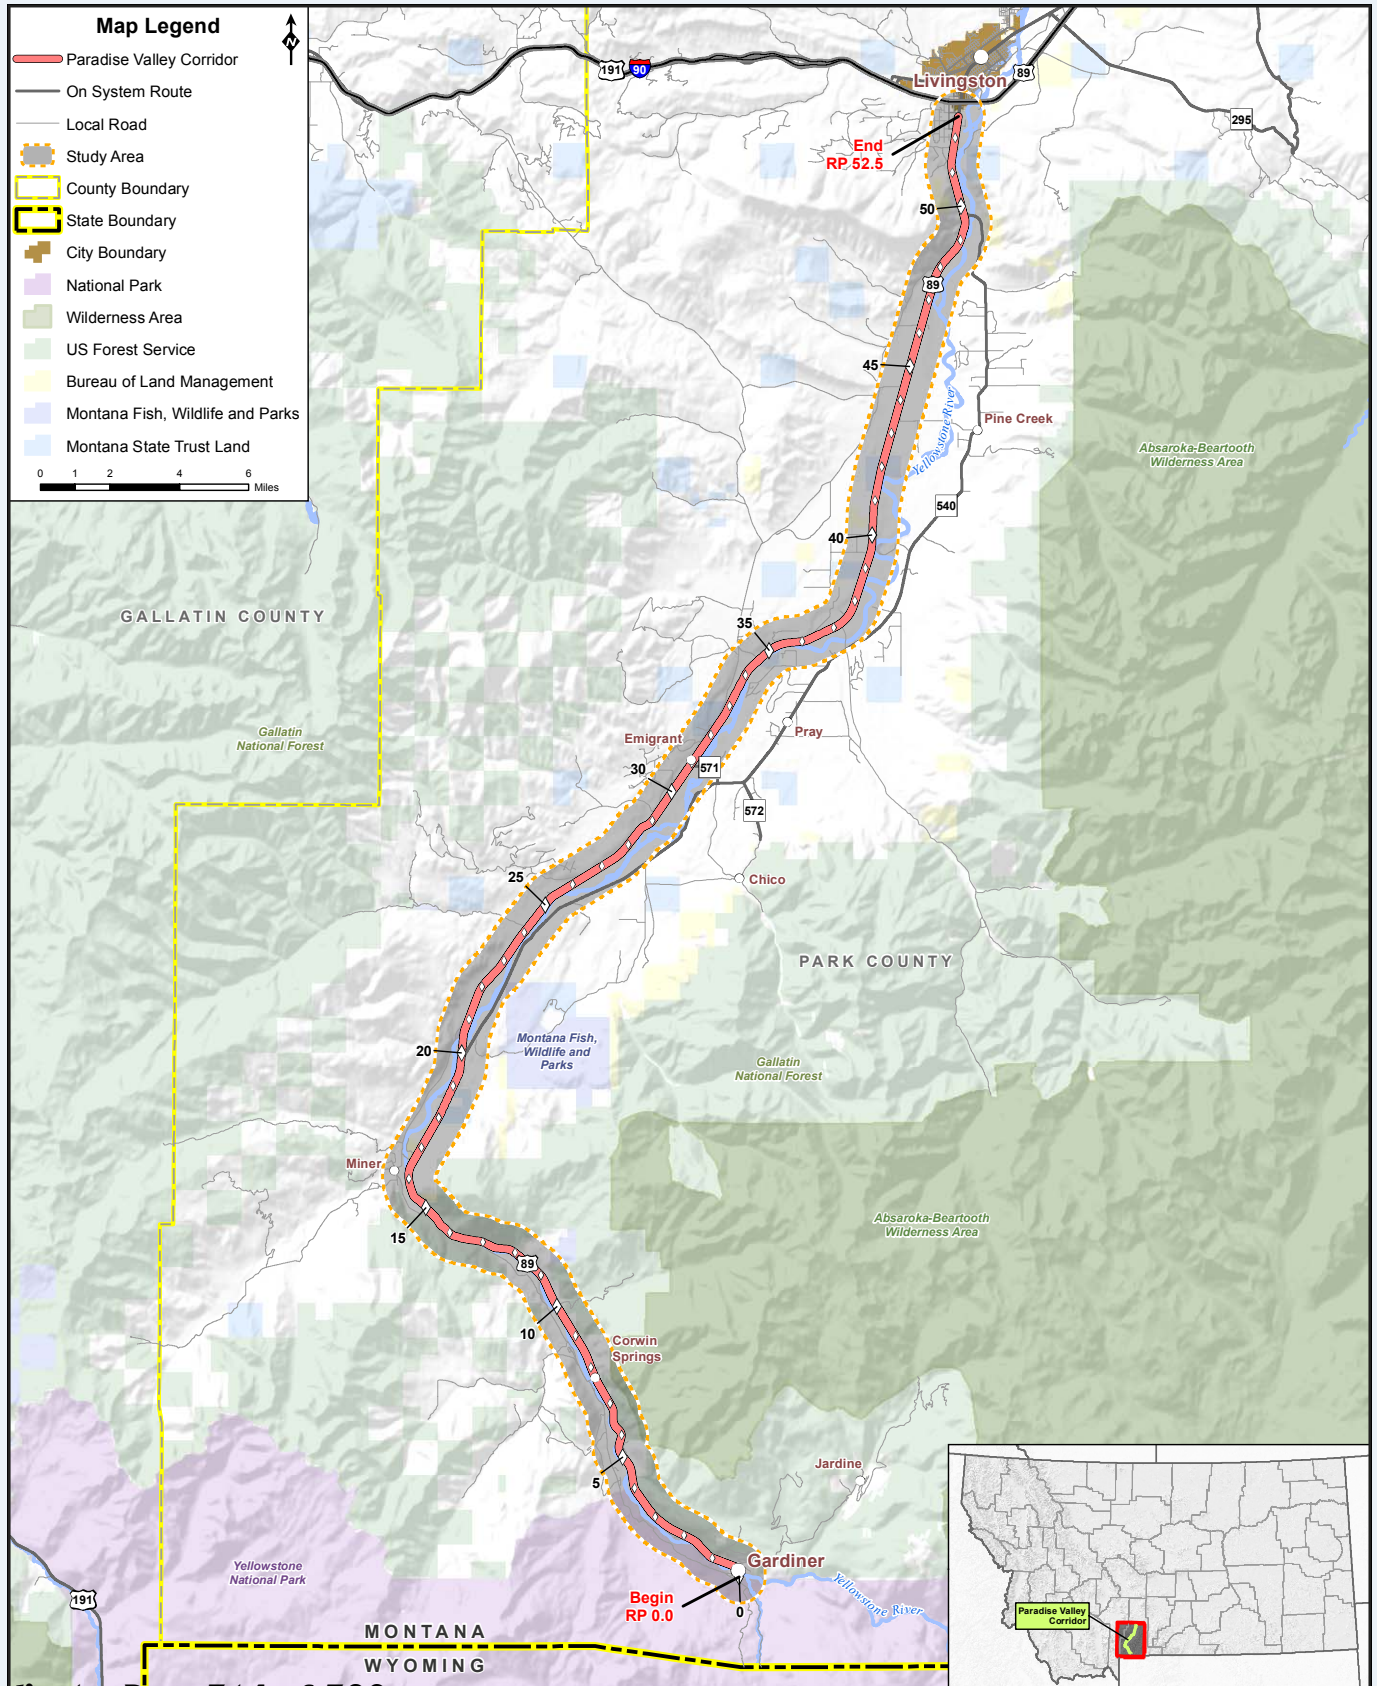 Map Legend
N
Paradise Valley Corridor
On System Route
Local Road
Study Area
County Boundary
State Boundary
City Boundary
National Park
Wilderness Area
US Forest Service
Bureau of Land Management
Montana Fish, Wildlife and Parks
Montana State Trust Land
0 1 2 4 6
Miles
191
90
Livingston
89
295
End
RP 52.5
50
89
45
Pine Creek
Yellowstone River
Absaroka-Beartooth
Wilderness Area
540
40
GALLATIN COUNTY
35
Gallatin
National Forest
Emigrant
Pray
30
571
572
25
Chico
PARK COUNTY
20
Montana Fish,
Wildlife and
Parks
Gallatin
National Forest
Miner
15
Absaroka-Beartooth
Wilderness Area
89
10
Corwin
Springs
5
Jardine
Gardiner
Yellowstone
National Park
Begin
RP 0.0
0
Yellowstone River
191
MONTANA
WYOMING
Paradise Valley
Corridor